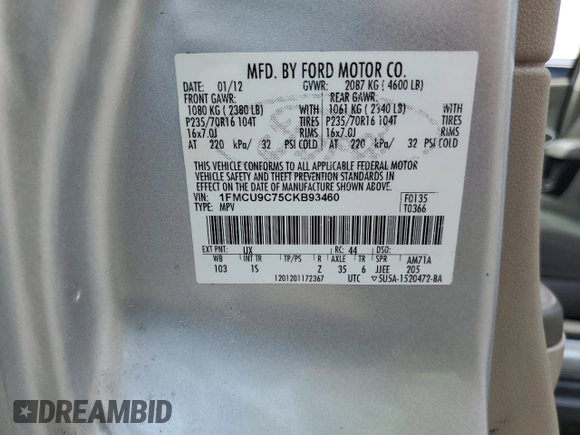 MFD. BY FORD MOTOR CO.
DATE: 01/12 GVWR: 2087 KG ( 4600 LB)
FRONT GAWR: REAR GAWR:
1080 KG ( 2380 LB) WITH 1061 KG ( 2340 LB) WITH
P235/70R16 104T TIRES P235/70R16 104T TIRES
16x7.0J RIMS 16x7.0J RIMS
AT 220 kPa/ 32 PSI COLD AT 220 kPa/ 32 PSI COLD
THIS VEHICLE CONFORMS TO ALL APPLICABLE FEDERAL MOTOR
VEHICLE SAFETY AND THEFT PREVENTION STANDARDS IN
EFFECT ON THE DATE OF MANUFACTURE SHOWN ABOVE.
VIN: 1FMCU9C75CKB93460 F0135
TYPE: MPV T0366
EXT PNT: UX RC: 44 DSO:
WB INT TR TP/PS R AXLE TR SPR AM71A
103 1S Z 35 6 JJEE 205
1201201172367 UTC ▽5U5A-1520472-BA
DREAMBID